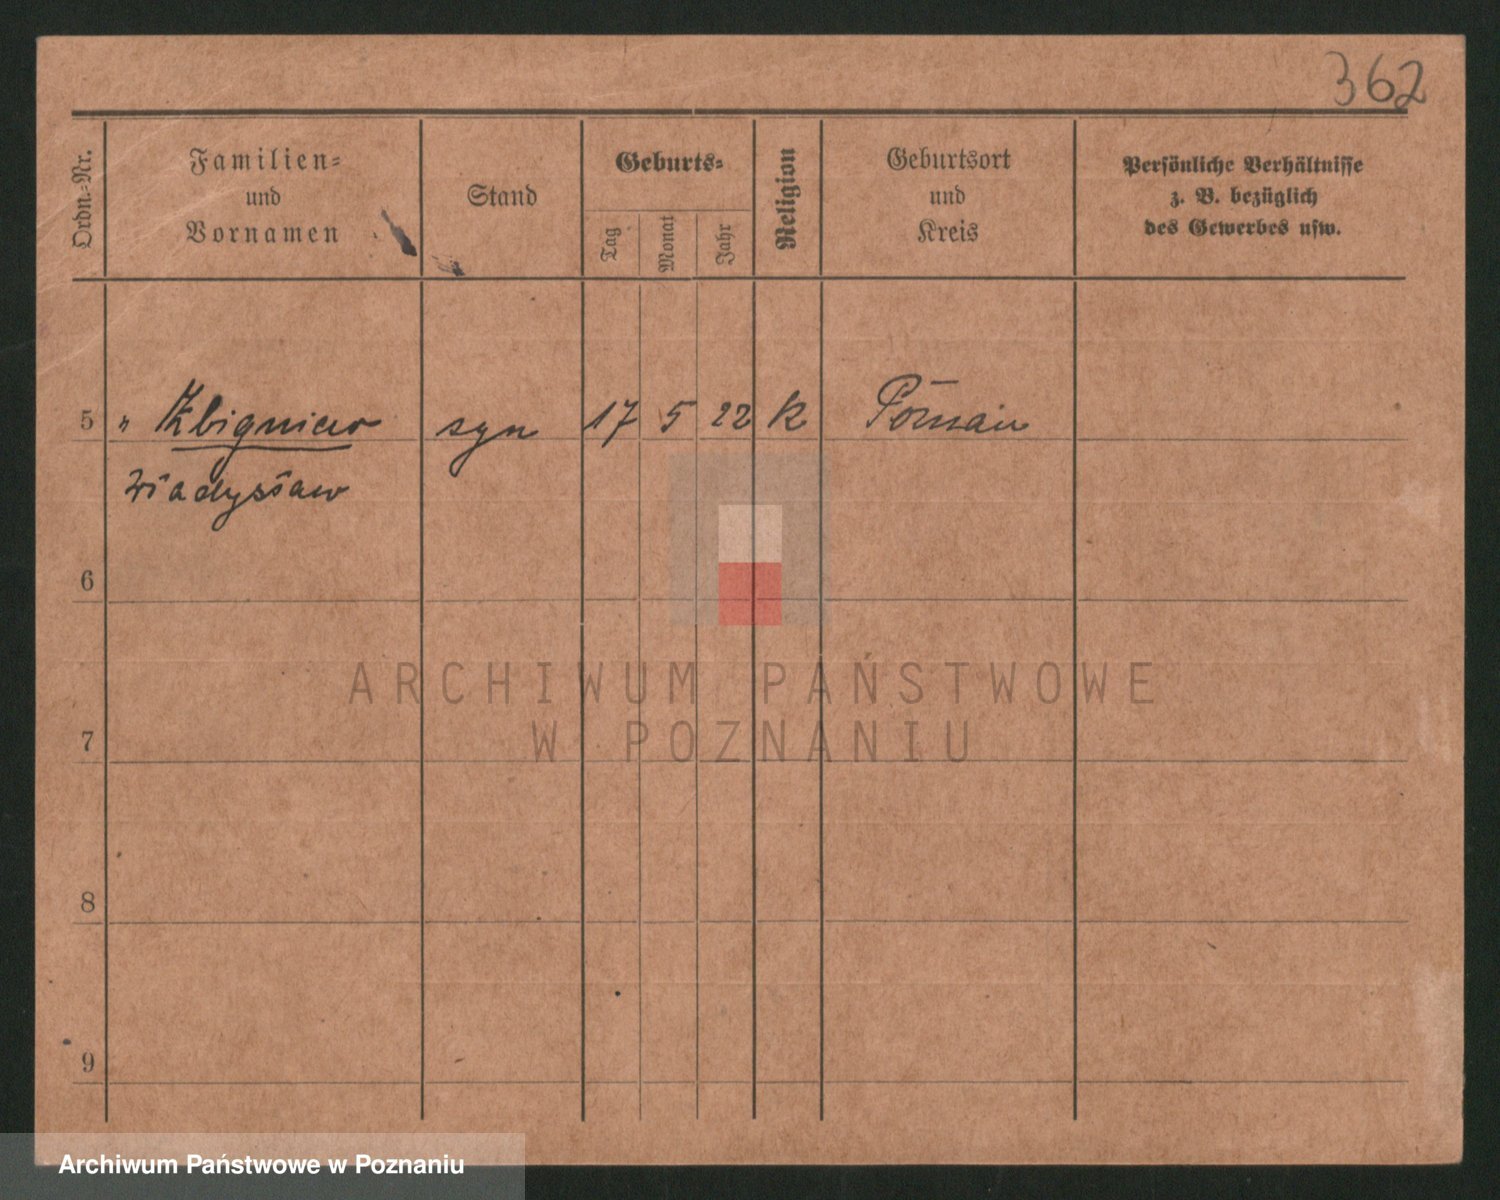 362
Ordn.-Nr.
Familien-
und
Vornamen
Stand
Geburts-
Tag
Monat
Jahr
Religion
Geburtsort
und
Kreis
Persönliche Verhältnisse
z. B. bezüglich
des Gewerbes usw.
5 " Zbigniew syn 17 5 22 k Poznań
Władysław
6
ARCHIWUM PAŃSTWOWE
W POZNANIU
7
8
9
Archiwum Państwowe w Poznaniu